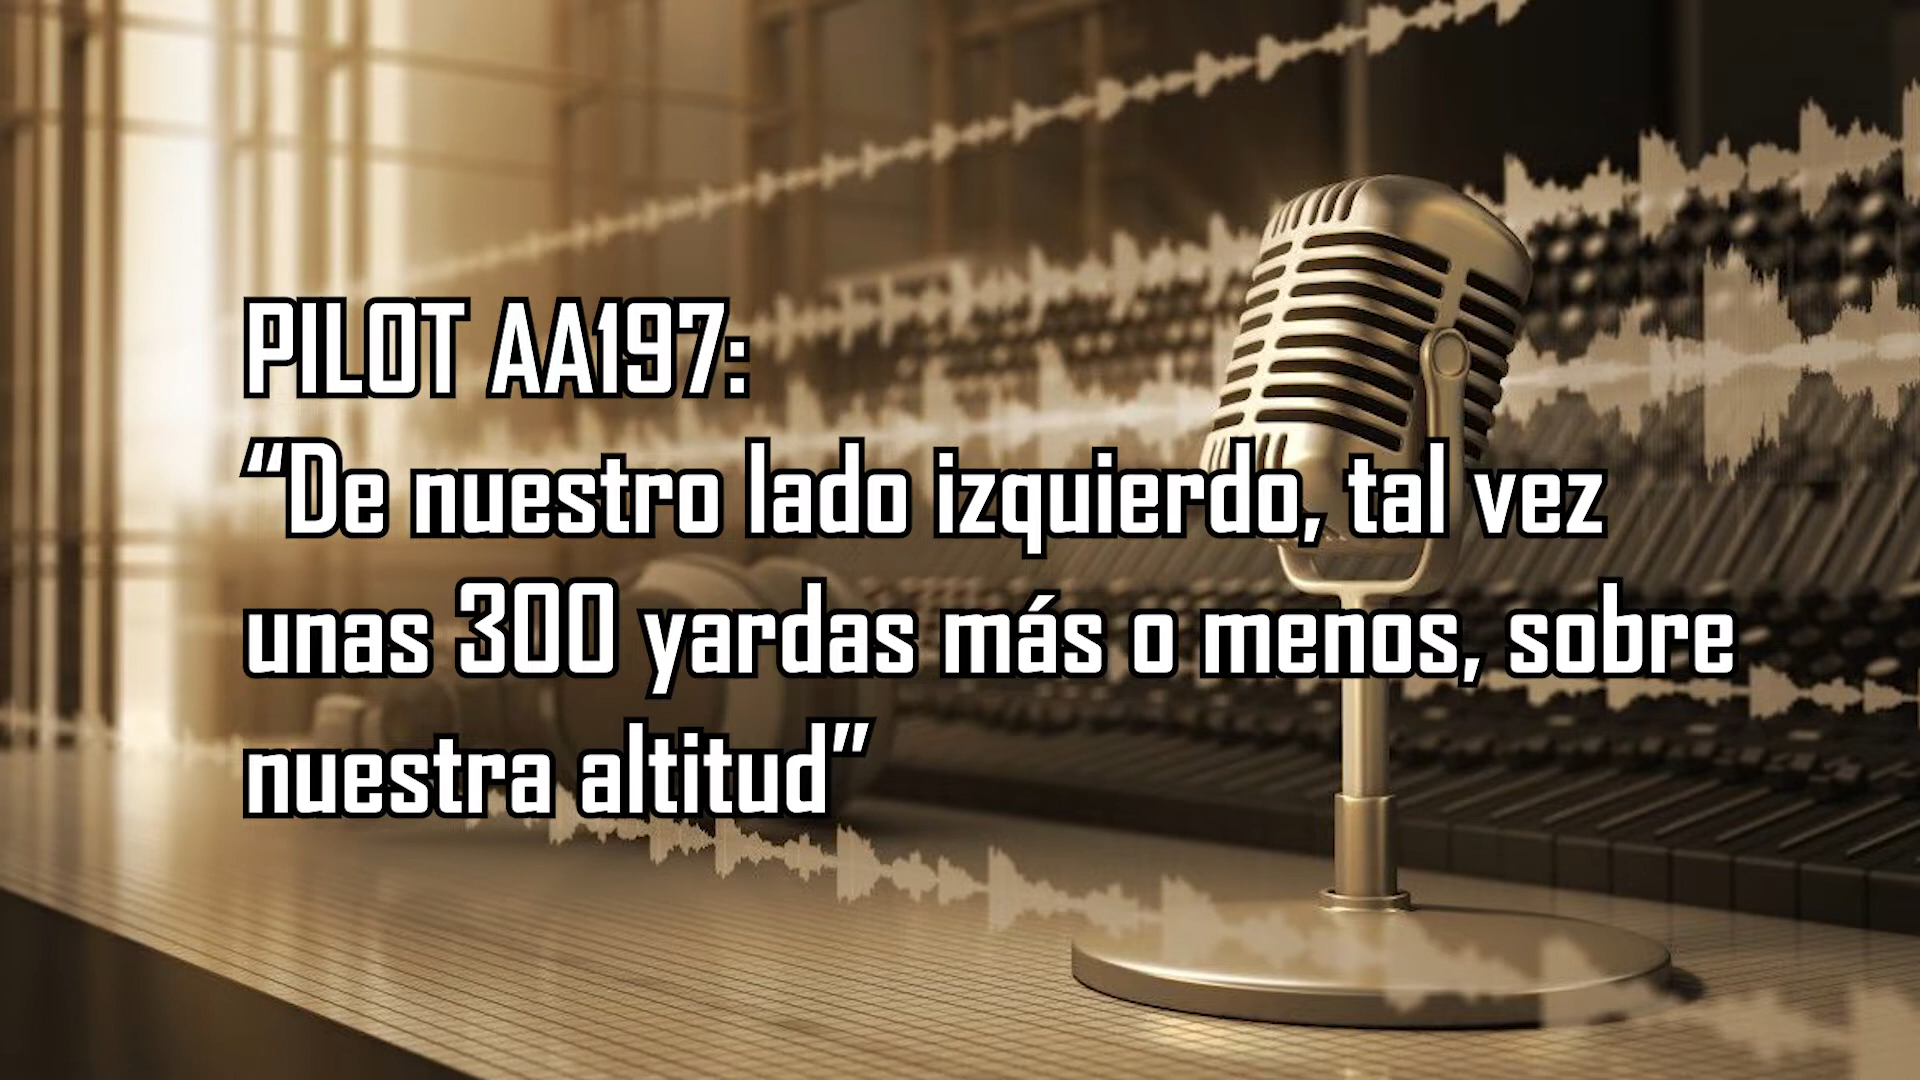 PILOT AA197:
“De nuestro lado izquierdo, tal vez
unas 300 yardas más o menos, sobre
nuestra altitud”